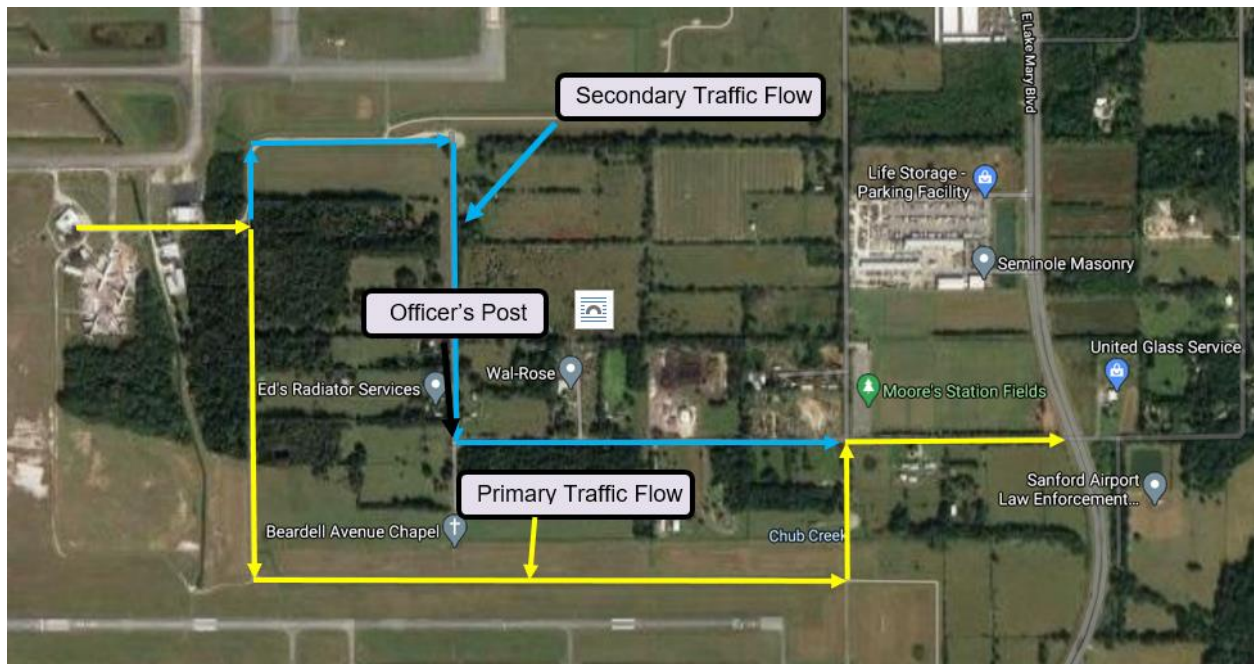 E Lake Mary Blvd
Secondary Traffic Flow
Life Storage -
Parking Facility
Seminole Masonry
Officer's Post
United Glass Service
Wal-Rose
Ed's Radiator Services
Moore's Station Fields
Primary Traffic Flow
Sanford Airport
Law Enforcement...
Beardell Avenue Chapel
Chub Creek